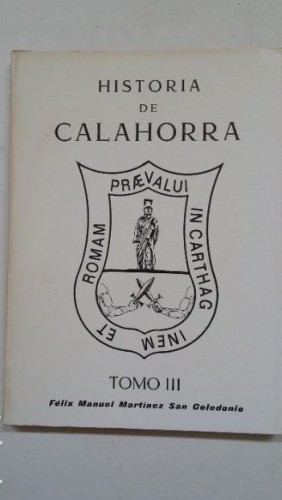 HISTORIA
DE
CALAHORRA
PRÆVALUI
IN CARTHAG
INEM
ET
ROMAM
TOMO III
Félix Manuel Martínez San Celedonio